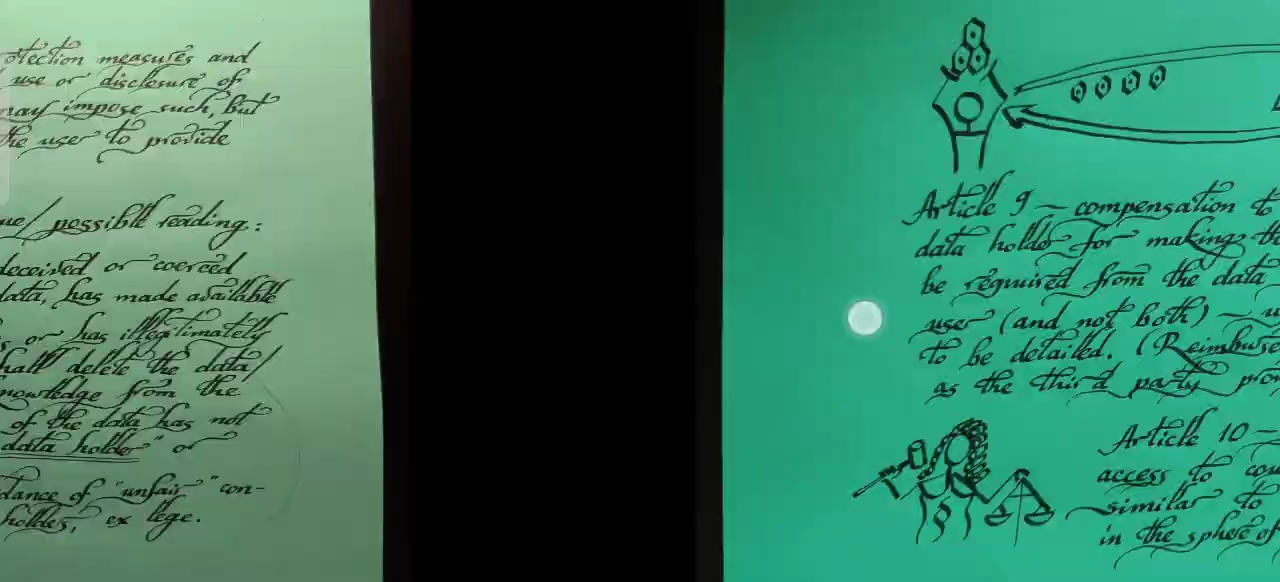 otection measures and
use or disclosure of
may impose such, but
the user to provide
ue/ possible reading:
deceived or coerced
data, has made available
or has illegitimately
hall delete the data/
nowledge from the
of the data has not
data holder" or
dance of "unfair" con-
holder, ex lege.
Article 9 — compensation to
data holder for making th
be required from the data
user (and not both) — u
to be detailed. (Reimburse
as the third party prov
Article 10 —
access to cou
similar to
in the sphere of